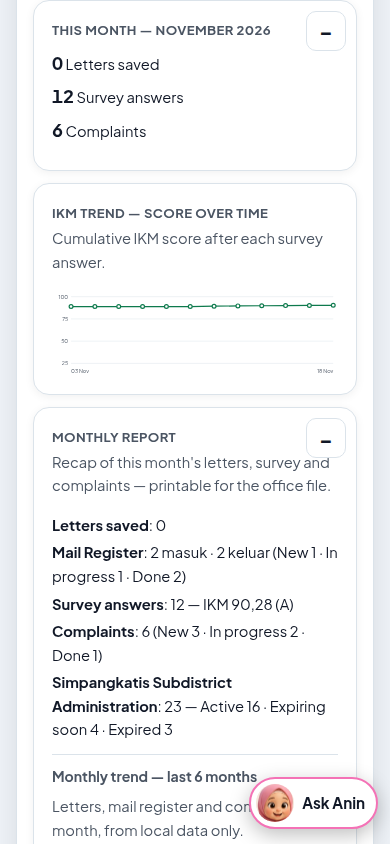 THIS MONTH — NOVEMBER 2026
–
0 Letters saved
12 Survey answers
6 Complaints
IKM TREND — SCORE OVER TIME
Cumulative IKM score after each survey
answer.
100
75
50
25
03 Nov
18 Nov
MONTHLY REPORT
–
Recap of this month's letters, survey and
complaints — printable for the office file.
Letters saved: 0
Mail Register: 2 masuk · 2 keluar (New 1 · In
progress 1 · Done 2)
Survey answers: 12 — IKM 90,28 (A)
Complaints: 6 (New 3 · In progress 2 ·
Done 1)
Simpangkatis Subdistrict
Administration: 23 — Active 16 · Expiring
soon 4 · Expired 3
Monthly trend — last 6 months
Letters, mail register and con
month, from local data only.
Ask Anin